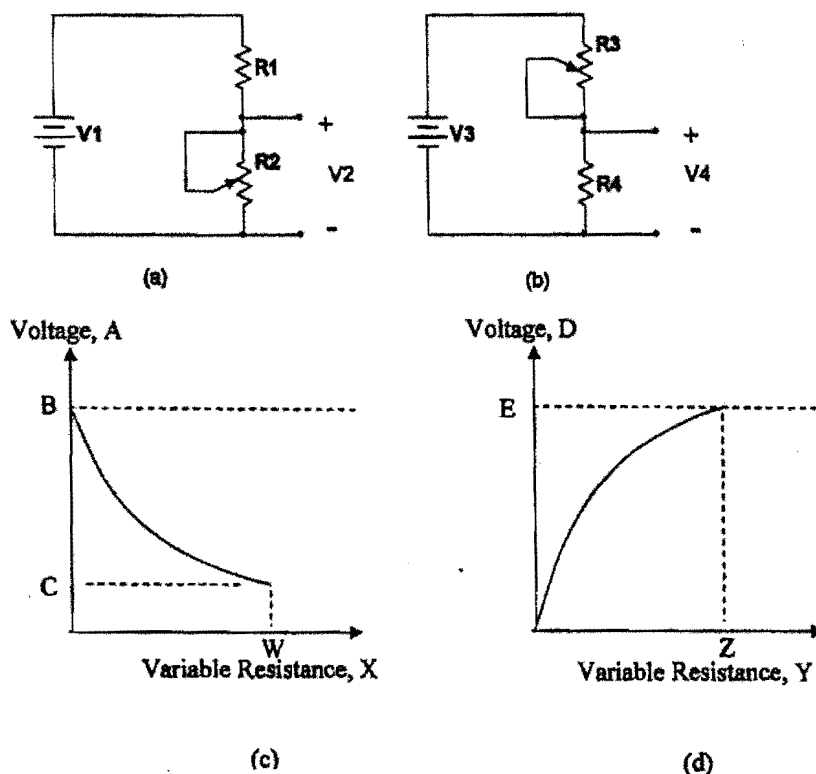 R1
V1
+
R2
V2
-
(a)
R3
V3
+
R4
V4
-
(b)
Voltage, A
B
C
W
Variable Resistance, X
(c)
Voltage, D
E
Z
Variable Resistance, Y
(d)